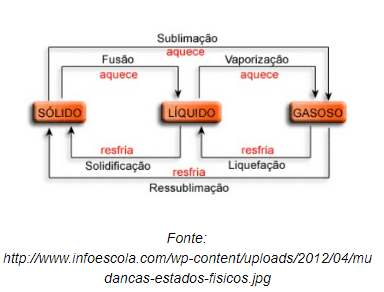 Sublimação
aquece
Fusão
aquece
Vaporização
aquece
SÓLIDO
LÍQUIDO
GASOSO
resfria
Solidificação
resfria
Liquefação
resfria
Ressublimação
Fonte:
http://www.infoescola.com/wp-content/uploads/2012/04/mu
dancas-estados-fisicos.jpg